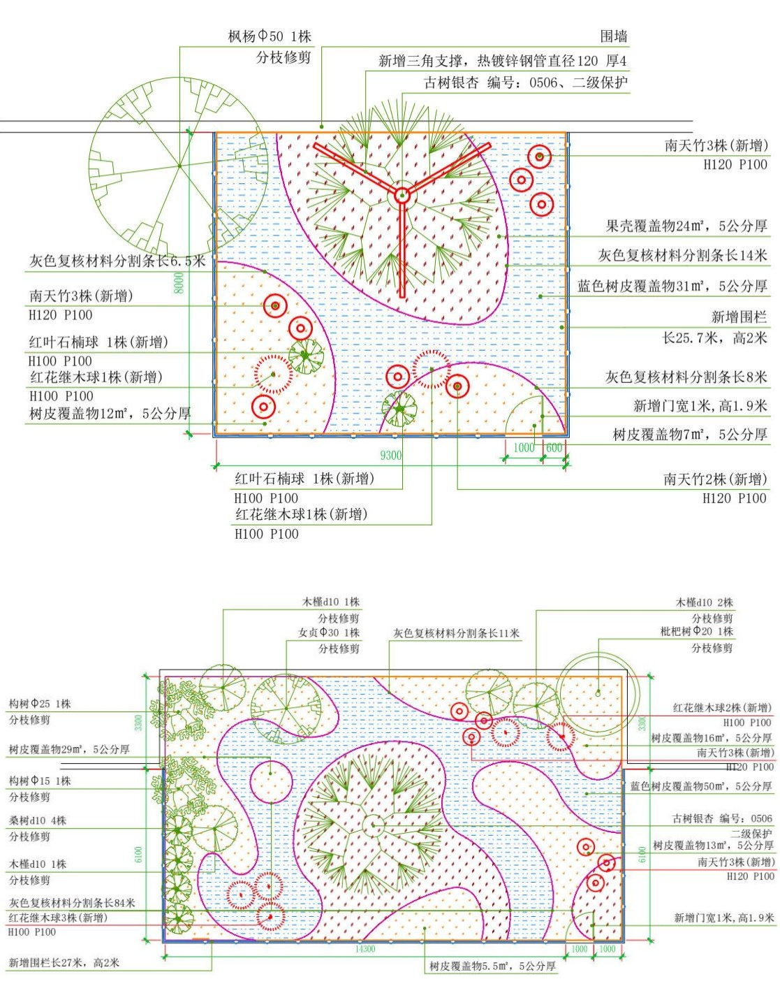 枫杨Φ50 1株
分枝修剪
围墙
新增三角支撑，热镀锌钢管直径120 厚4
古树银杏 编号：0506、二级保护
南天竹3株(新增)
H120 P100
果壳覆盖物24㎡，5公分厚
灰色复核材料分割条长14米
蓝色树皮覆盖物31㎡，5公分厚
新增围栏
长25.7米，高2米
灰色复核材料分割条长8米
新增门宽1米,高1.9米
树皮覆盖物7㎡，5公分厚
灰色复核材料分割条长6.5米
8000
南天竹3株(新增)
H120 P100
红叶石楠球 1株(新增)
H100 P100
红花继木球1株(新增)
H100 P100
树皮覆盖物12㎡，5公分厚
1000
600
9300
红叶石楠球 1株(新增)
H100 P100
红花继木球1株(新增)
H100 P100
南天竹2株(新增)
H120 P100
木槿d10 1株
分枝修剪
女贞Φ30 1株
分枝修剪
灰色复核材料分割条长11米
木槿d10 2株
分枝修剪
枇杷树Φ20 1株
分枝修剪
构树Φ25 1株
分枝修剪
3300
树皮覆盖物29㎡，5公分厚
构树Φ15 1株
分枝修剪
桑树d10 4株
分枝修剪
6100
木槿d10 1株
分枝修剪
灰色复核材料分割条长84米
红花继木球3株(新增)
H100 P100
新增围栏长27米，高2米
红花继木球2株(新增)
H100 P100
3300
树皮覆盖物16㎡，5公分厚
南天竹3株(新增)
H120 P100
蓝色树皮覆盖物50㎡，5公分厚
古树银杏 编号：0506
二级保护
树皮覆盖物13㎡，5公分厚
6100
南天竹3株(新增)
H120 P100
新增门宽1米,高1.9米
14300
1000
1000
树皮覆盖物5.5㎡，5公分厚